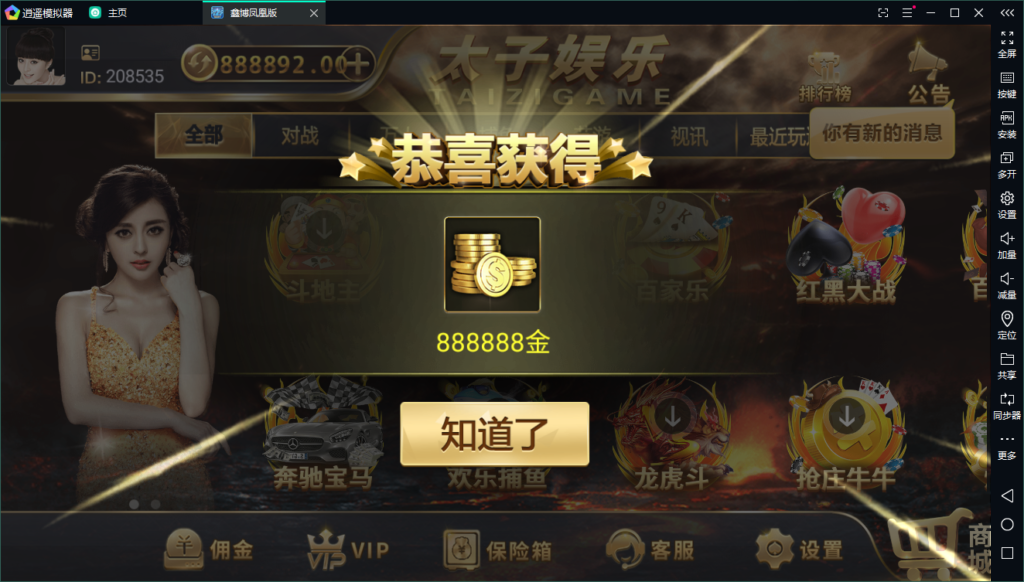 逍遥模拟器 主页 鑫博凤凰版
ID: 208535
888892.00
太子娱乐
TAIZIGAME
排行榜 公告
全部 对战 视讯 最近玩
你有新的消息
恭喜获得
斗地主 百家乐 红黑大战 百
888888金
知道了
奔驰宝马 欢乐捕鱼 龙虎斗 抢庄牛牛
佣金 VIP 保险箱 客服 设置 商城
全屏
按键
安装
多开
设置
加量
减量
定位
共享
同步器
更多